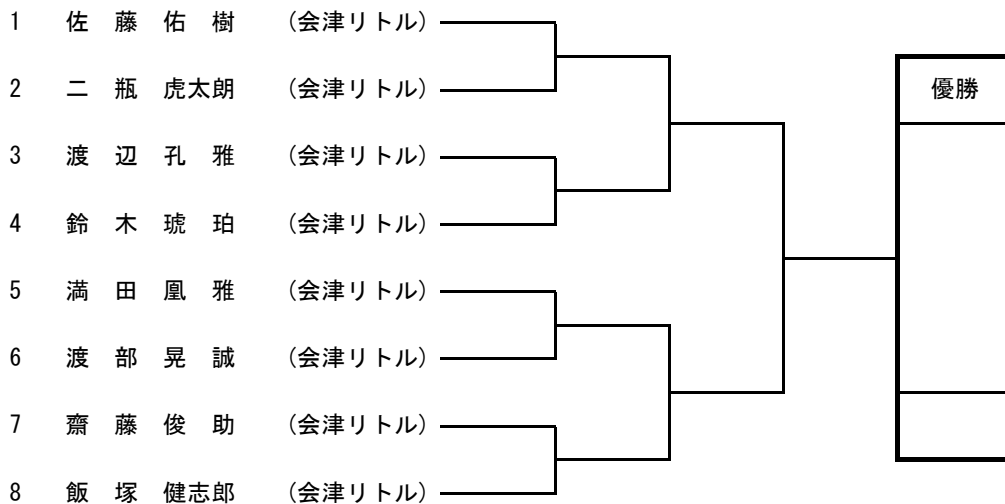 1 佐藤佑樹 (会津リトル)
2 二瓶虎太朗 (会津リトル)
優勝
3 渡辺孔雅 (会津リトル)
4 鈴木琥珀 (会津リトル)
5 満田凰雅 (会津リトル)
6 渡部晃誠 (会津リトル)
7 齋藤俊助 (会津リトル)
8 飯塚健志郎 (会津リトル)